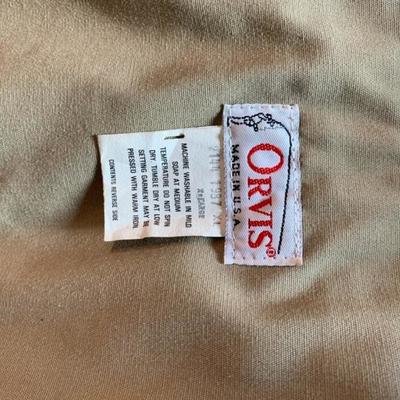 ORVIS
MADE IN U.S.A.
X-LARGE
MACHINE WASHABLE IN MILD
SOAP AT MEDIUM
TEMPERATURE DO NOT SPIN
DRY. TUMBLE DRY AT LOW
SETTING GARMENT MAY BE
PRESSED WITH WARM IRON
CONTENTS REVERSE SIDE